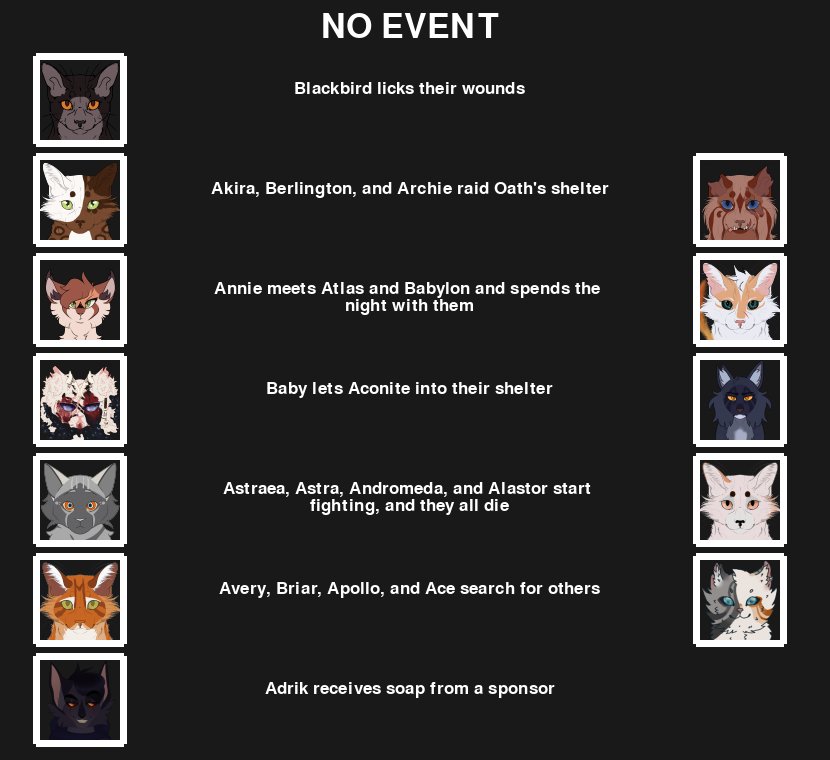 NO EVENT
Blackbird licks their wounds
Akira, Berlington, and Archie raid Oath's shelter
Annie meets Atlas and Babylon and spends the
night with them
Baby lets Aconite into their shelter
Astraea, Astra, Andromeda, and Alastor start
fighting, and they all die
Avery, Briar, Apollo, and Ace search for others
Adrik receives soap from a sponsor